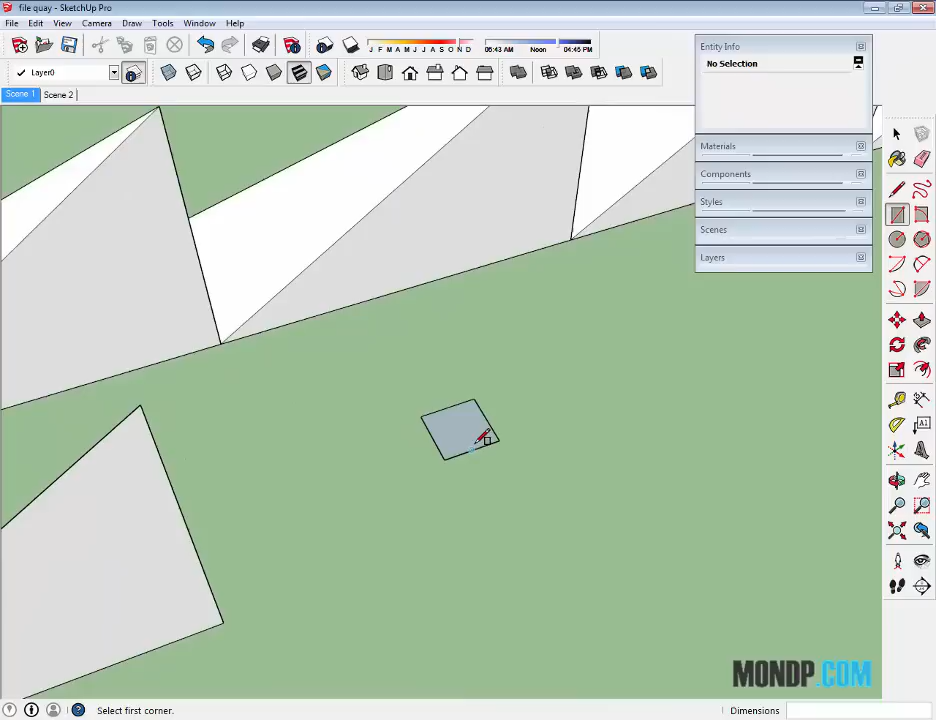 file quay - SketchUp Pro
File Edit View Camera Draw Tools Window Help
J F M A M J J A S O N D 06:43 AM Noon 04:45 PM
Layer0
Scene 1 Scene 2
Entity Info
No Selection
Materials
Components
Styles
Scenes
Layers
MONDP.COM
Select first corner.
Dimensions